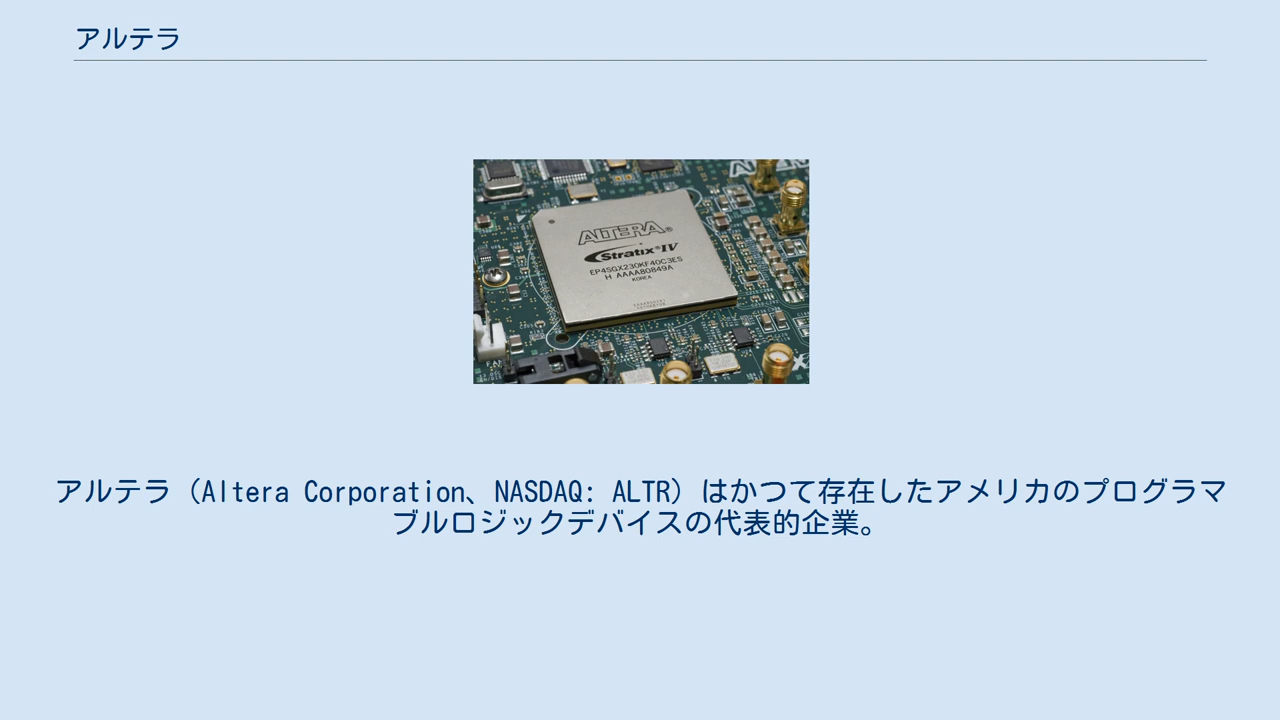 アルテラ
ALTERA®
Stratix® IV
EP4SGX230KF40C3ES
H AAAA80849A
KOREA
アルテラ（Altera Corporation、NASDAQ: ALTR）はかつて存在したアメリカのプログラマ
ブルロジックデバイスの代表的企業。